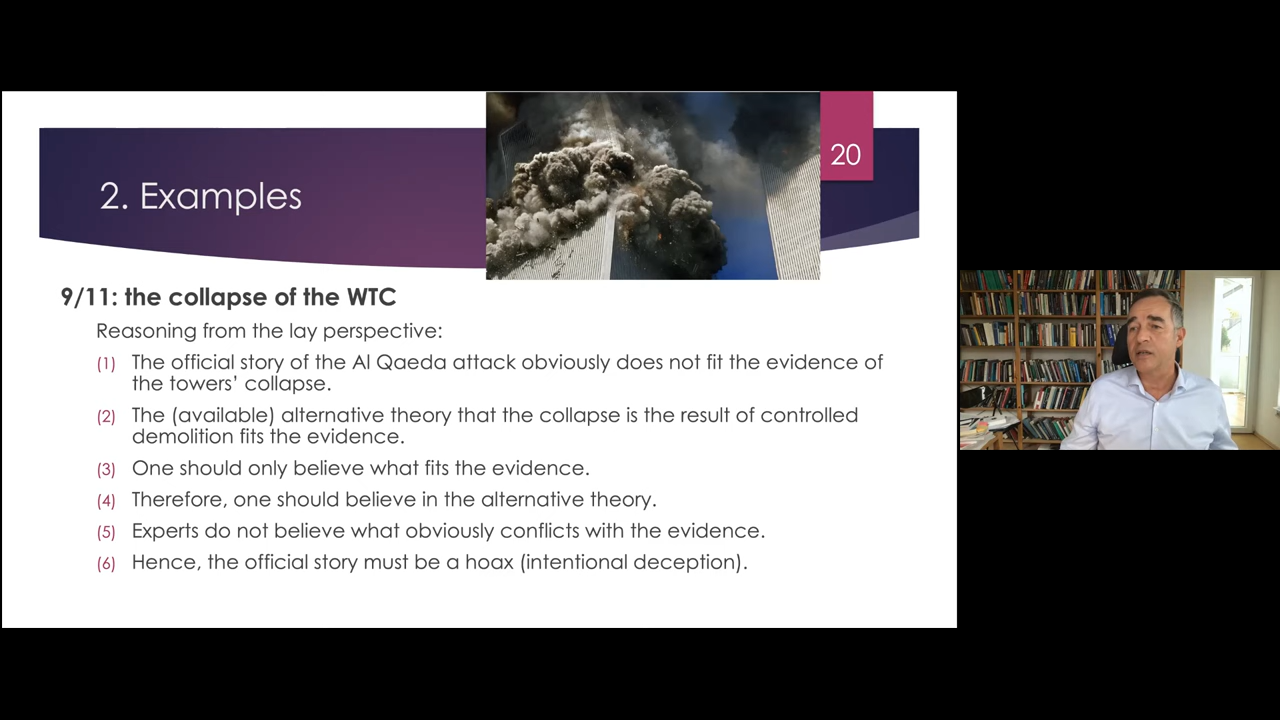 2. Examples
20
9/11: the collapse of the WTC
Reasoning from the lay perspective:
(1) The official story of the Al Qaeda attack obviously does not fit the evidence of
the towers’ collapse.
(2) The (available) alternative theory that the collapse is the result of controlled
demolition fits the evidence.
(3) One should only believe what fits the evidence.
(4) Therefore, one should believe in the alternative theory.
(5) Experts do not believe what obviously conflicts with the evidence.
(6) Hence, the official story must be a hoax (intentional deception).